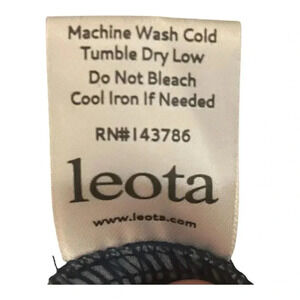 Machine Wash Cold
Tumble Dry Low
Do Not Bleach
Cool Iron If Needed
RN#143786
leota
www.leota.com